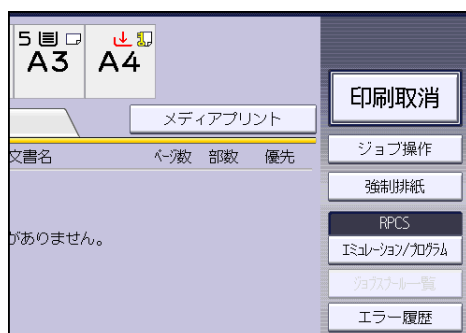 5
A3 A4
印刷取消
メディアプリント
ジョブ操作
文書名 ページ数 部数 優先
強制排紙
RPCS
がありません。
エミュレーション/プログラム
ジョブスプール一覧
エラー履歴